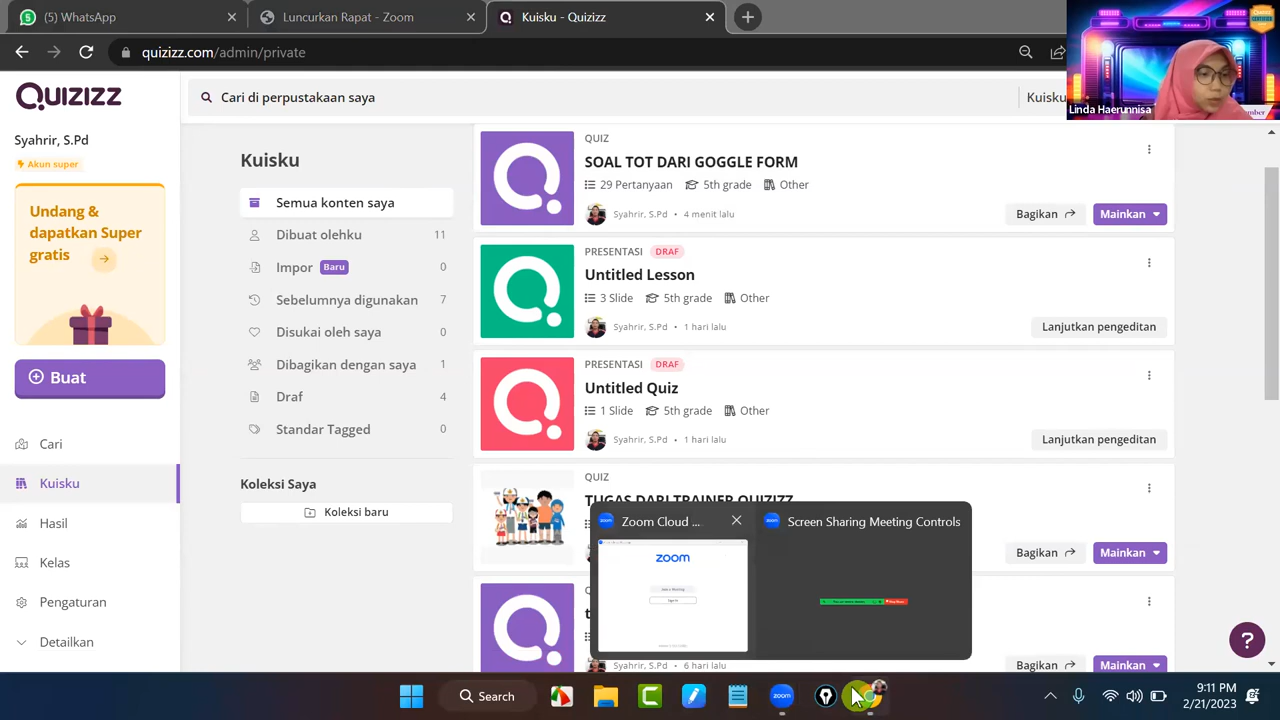 (5) WhatsApp
Quizizz
quizizz.com/admin/private
Linda Haerunnisa
QUIZIZZ
Cari di perpustakaan saya
Syahrir, S.Pd
Akun super
Undang &
dapatkan Super
gratis
Buat
Cari
Kuisku
Hasil
Kelas
Pengaturan
Detailkan
Kuisku
Semua konten saya
Dibuat olehku 11
Impor Baru 0
Sebelumnya digunakan 7
Disukai oleh saya 0
Dibagikan dengan saya 1
Draf 4
Standar Tagged 0
Koleksi Saya
Koleksi baru
QUIZ
SOAL TOT DARI GOGGLE FORM
29 Pertanyaan 5th grade Other
Syahrir, S.Pd • 4 menit lalu
Bagikan Mainkan
PRESENTASI DRAF
Untitled Lesson
3 Slide 5th grade Other
Syahrir, S.Pd • 1 hari lalu
Lanjutkan pengeditan
PRESENTASI DRAF
Untitled Quiz
1 Slide 5th grade Other
Syahrir, S.Pd • 1 hari lalu
Lanjutkan pengeditan
QUIZ
TUGAS DARI TRAINER QUIZIZZ
Bagikan Mainkan
Zoom Cloud ...
Screen Sharing Meeting Controls
zoom
Syahrir, S.Pd • 6 hari lalu
Bagikan Mainkan
Search
9:11 PM
2/21/2023